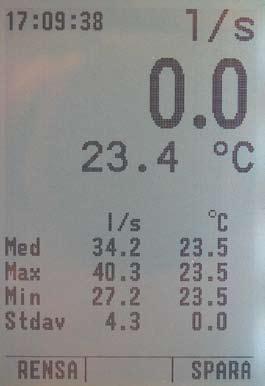 17:09:38 l/s
0.0
23.4 °C
l/s °C
Med 34.2 23.5
Max 40.3 23.5
Min 27.2 23.5
Stdav 4.3 0.0
RENSA SPARA